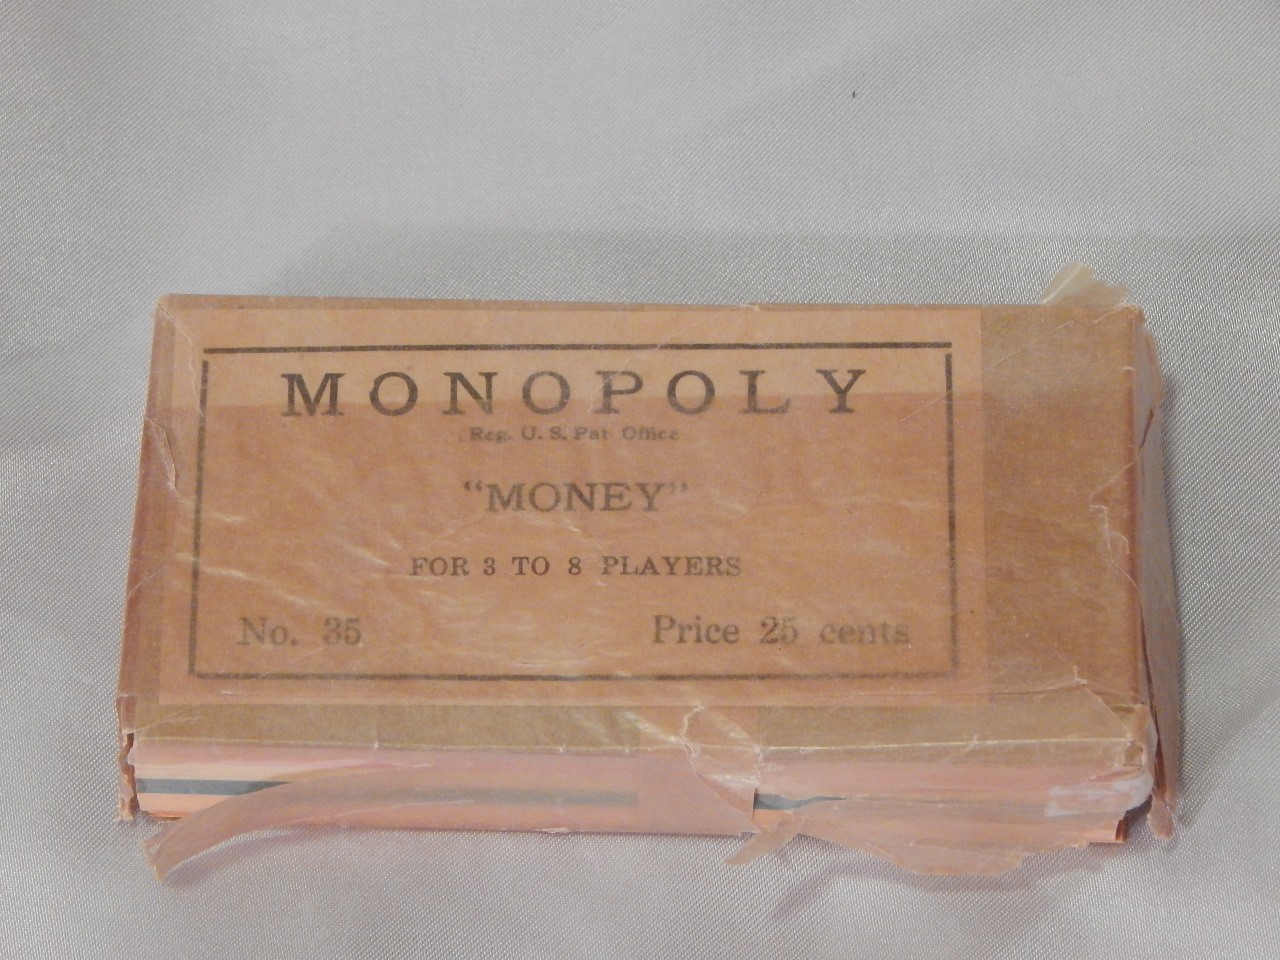 MONOPOLY
Reg. U. S. Pat Office
"MONEY"
FOR 3 TO 8 PLAYERS
No. 35 Price 25 cents